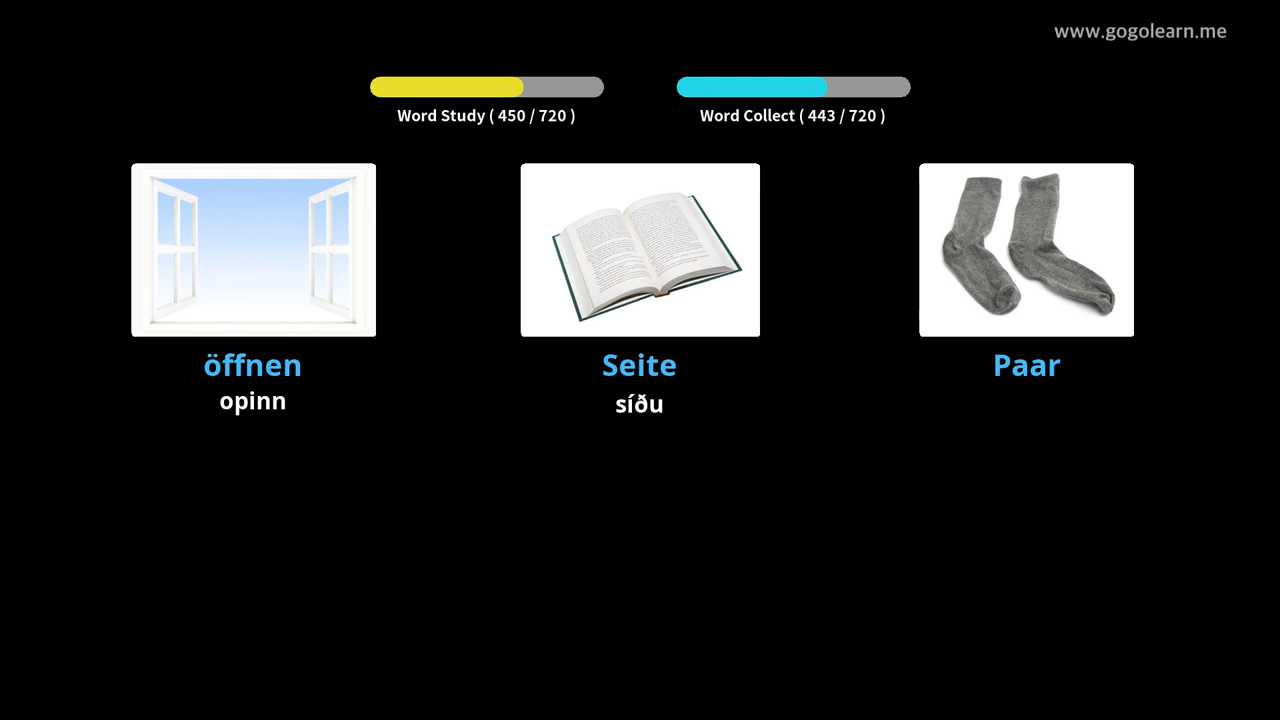 www.gogolearn.me
Word Study ( 450 / 720 )
Word Collect ( 443 / 720 )
öffnen
opinn
Seite
síðu
Paar